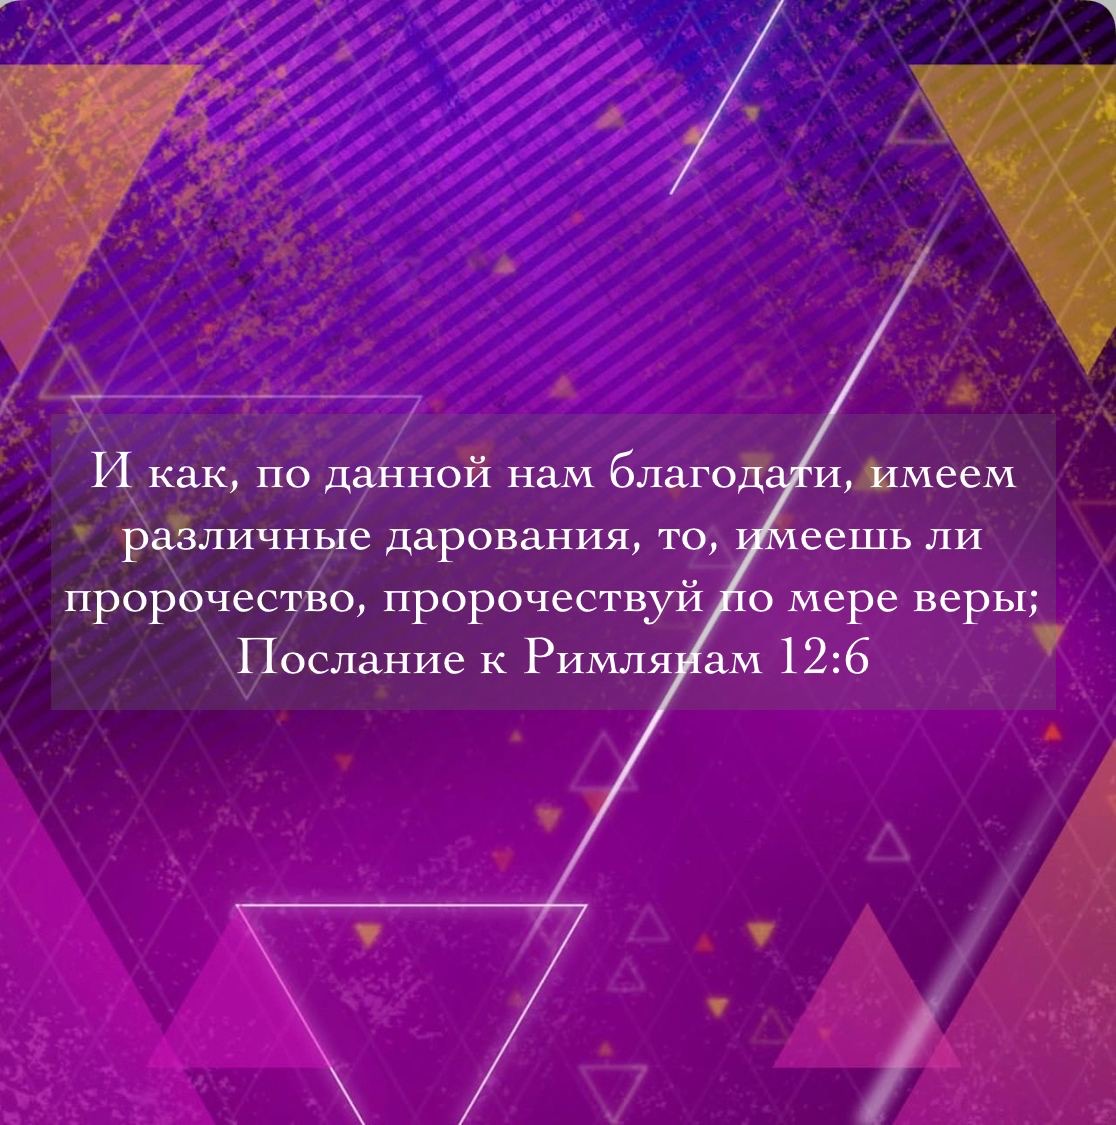 И как, по данной нам благодати, имеем
различные дарования, то, имеешь ли
пророчество, пророчествуй по мере веры;
Послание к Римлянам 12:6